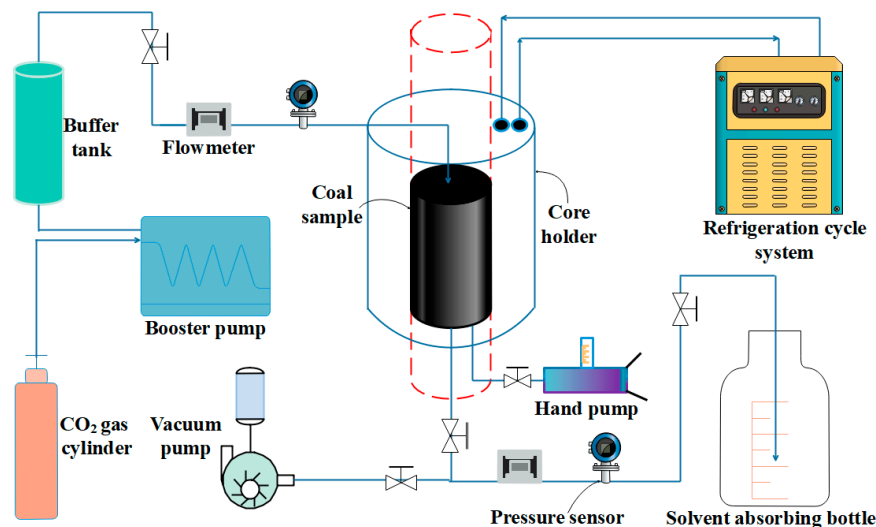 Buffer
tank
Flowmeter
Coal
sample
Core
holder
Refrigeration cycle
system
Booster pump
CO₂ gas
cylinder
Vacuum
pump
Hand pump
Pressure sensor
Solvent absorbing bottle